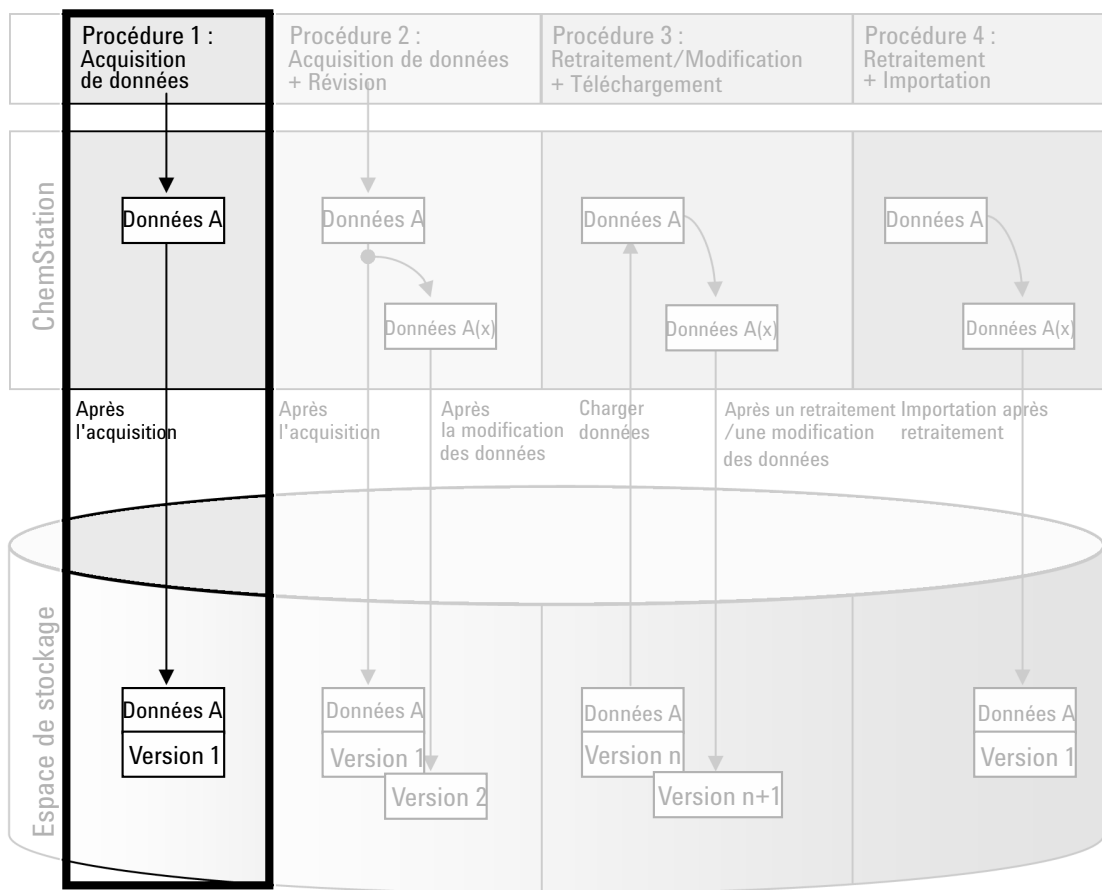 Procédure 1 :
Acquisition
de données
Procédure 2 :
Acquisition de données
+ Révision
Procédure 3 :
Retraitement/Modification
+ Téléchargement
Procédure 4 :
Retraitement
+ Importation
ChemStation
Données A
Données A
Données A(x)
Données A
Données A(x)
Données A
Données A(x)
Après
l'acquisition
Après
l'acquisition
Après
la modification
des données
Charger
données
Après un retraitement
/une modification
des données
Importation après
retraitement
Espace de stockage
Données A
Version 1
Données A
Version 1
Version 2
Données A
Version n
Version n+1
Données A
Version 1